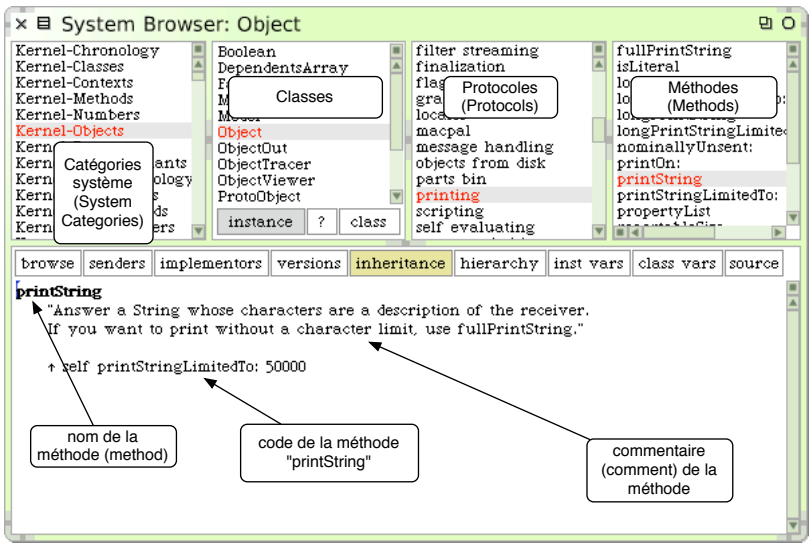 System Browser: Object
Kernel-Chronology
Kernel-Classes
Kernel-Contexts
Kernel-Methods
Kernel-Numbers
Kernel-Objects
Catégories
système
(System
Categories)
Boolean
DependentsArray
Classes
Object
ObjectOut
ObjectTracer
ObjectViewer
ProtoObject
instance ? class
filter streaming
finalization
Protocoles
(Protocols)
macpal
message handling
objects from disk
parts bin
printing
scripting
self evaluating
fullPrintString
isLiteral
Méthodes
(Methods)
longPrintStringLimited
nominallyUnsent:
printOn:
printString
printStringLimitedTo:
propertyList
browse senders implementors versions inheritance hierarchy inst vars class vars source
printString
"Answer a String whose characters are a description of the receiver.
If you want to print without a character limit, use fullPrintString."
↑ self printStringLimitedTo: 50000
nom de la
méthode (method)
code de la méthode
"printString"
commentaire
(comment) de la
méthode